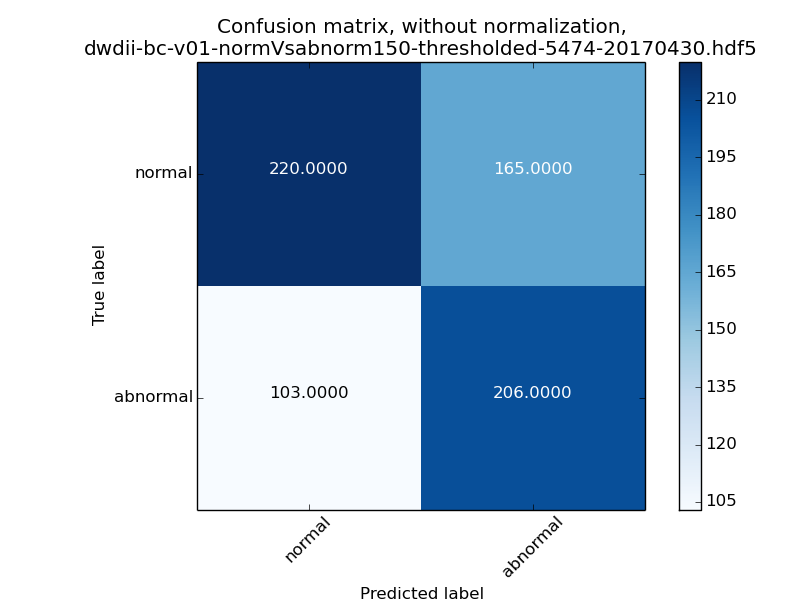 Confusion matrix, without normalization,
dwdii-bc-v01-normVsabnorm150-thresholded-5474-20170430.hdf5
True label
normal
220.0000
165.0000
abnormal
103.0000
206.0000
normal
abnormal
Predicted label
210
195
180
165
150
135
120
105